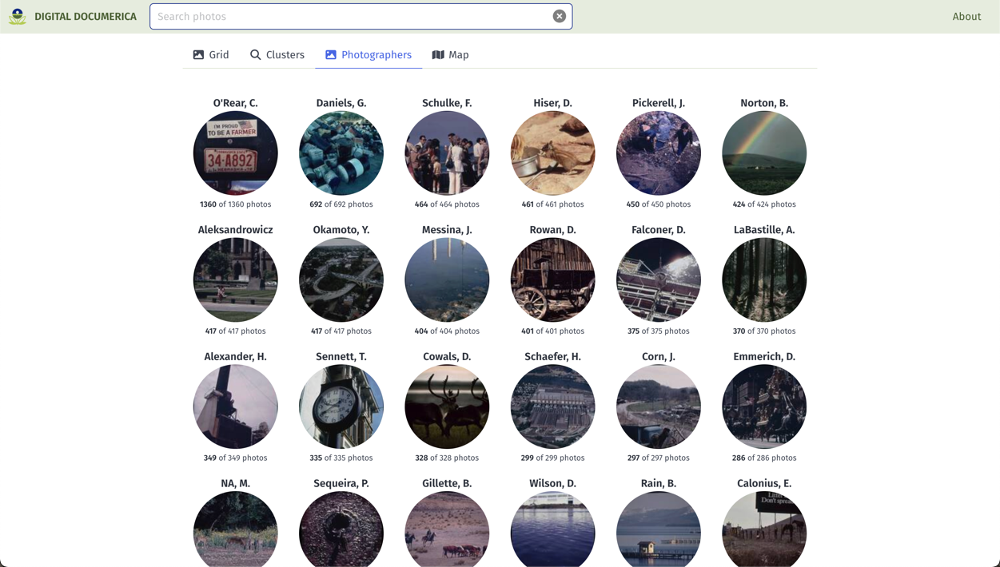 DIGITAL DOCUMERICA
Search photos
About
Grid
Clusters
Photographers
Map
O'Rear, C.
Daniels, G.
Schulke, F.
Hiser, D.
Pickerell, J.
Norton, B.
I'M PROUD
TO BE A FARMER
34-A892
1360 of 1360 photos
692 of 692 photos
464 of 464 photos
461 of 461 photos
450 of 450 photos
424 of 424 photos
Aleksandrowicz
Okamoto, Y.
Messina, J.
Rowan, D.
Falconer, D.
LaBastille, A.
417 of 417 photos
417 of 417 photos
404 of 404 photos
401 of 401 photos
375 of 375 photos
370 of 370 photos
Alexander, H.
Sennett, T.
Cowals, D.
Schaefer, H.
Corn, J.
Emmerich, D.
349 of 349 photos
335 of 335 photos
328 of 328 photos
299 of 299 photos
297 of 297 photos
286 of 286 photos
NA, M.
Sequeira, P.
Gillette, B.
Wilson, D.
Rain, B.
Calonius, E.
Don't